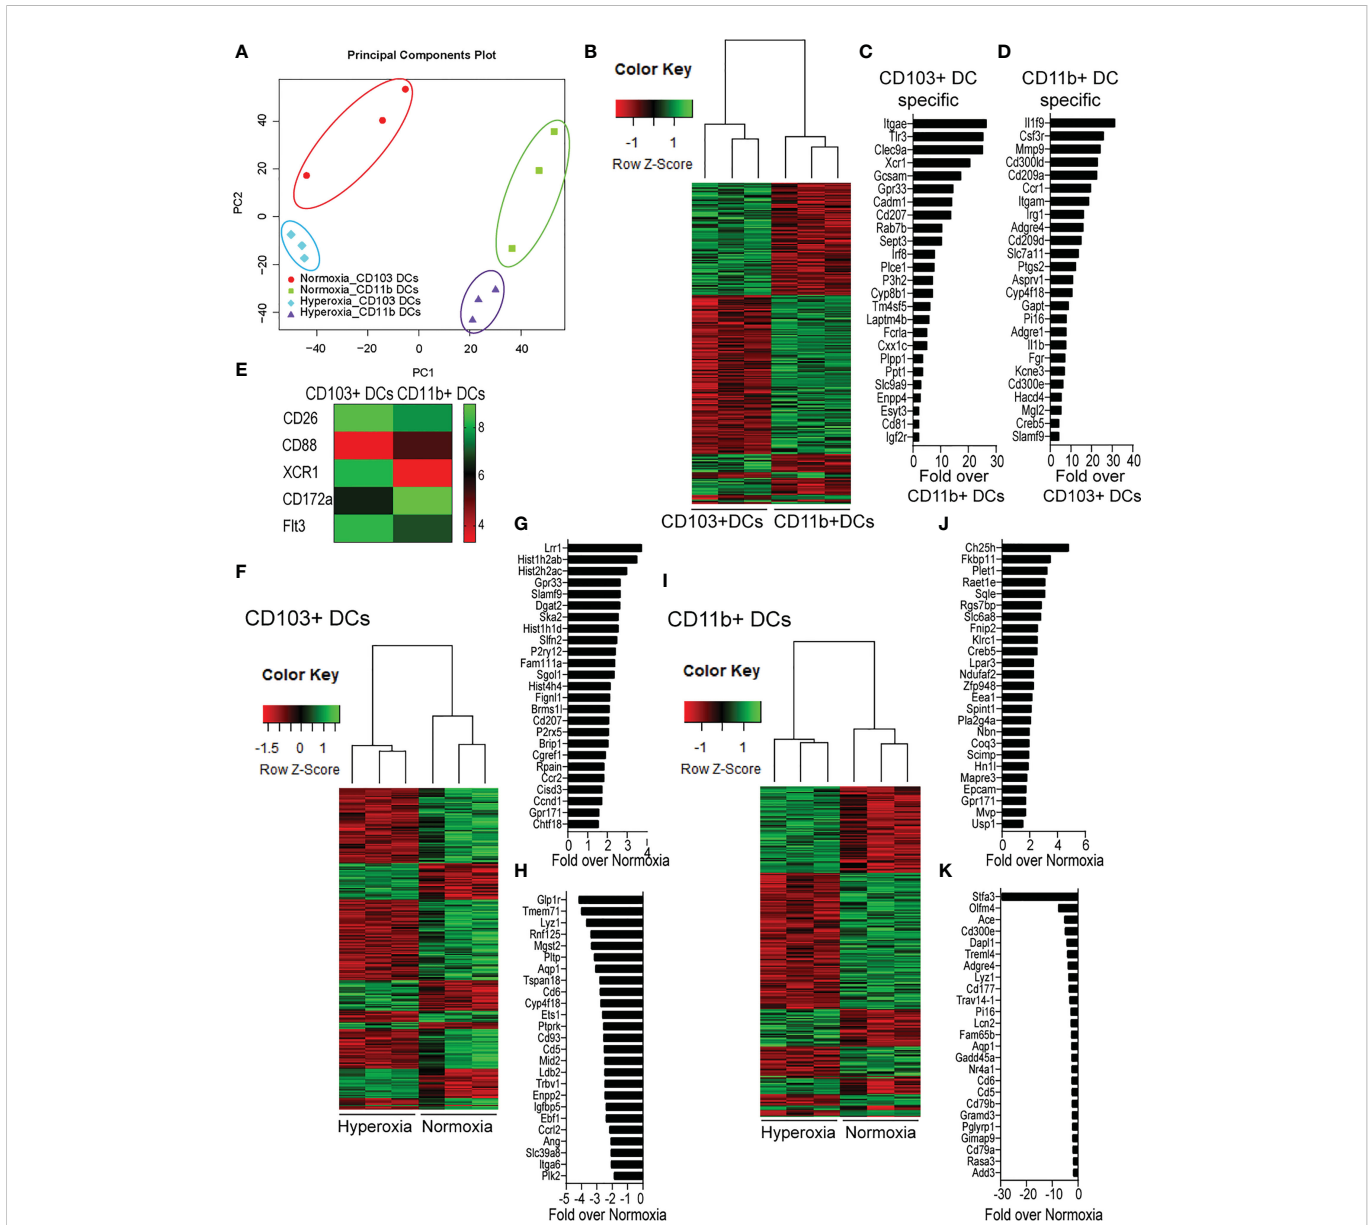 A
Principal Components Plot
PC2
40
20
0
−20
−40
Normoxia_CD103 DCs
Normoxia_CD11b DCs
Hyperoxia_CD103 DCs
Hyperoxia_CD11b DCs
−40
−20
0
20
40
PC1
B
Color Key
-1
1
Row Z-Score
CD103+DCs
CD11b+DCs
C
CD103+ DC
specific
Itgae
Tlr3
Clec9a
Xcr1
Gcsam
Gpr33
Cadm1
Cd207
Rab7b
Sept3
Irf8
Plce1
P3h2
Cyp8b1
Tm4sf5
Laptm4b
Fcrla
Cxx1c
Plpp1
Ppt1
Slc9a9
Enpp4
Esyt3
Cd81
Igf2r
0 10 20 30
Fold over
CD11b+ DCs
D
CD11b+ DC
specific
Il1f9
Csf3r
Mmp9
Cd300ld
Cd209a
Ccr1
Itgam
Irg1
Adgre4
Cd209d
Slc7a11
Ptgs2
Asprv1
Cyp4f18
Gapt
Pi16
Adgre1
Il1b
Fgr
Kcne3
Cd300e
Hacd4
Mgl2
Creb5
Slamf9
0 10 20 30 40
Fold over
CD103+ DCs
E
CD103+ DCs CD11b+ DCs
CD26
CD88
XCR1
CD172a
Flt3
8
6
4
F
CD103+ DCs
Color Key
-1.5 0 1
Row Z-Score
Hyperoxia Normoxia
G
Lrr1
Hist1h2ab
Hist2h2ac
Gpr33
Slamf9
Dgat2
Ska2
Hist1h1d
Slfn2
P2ry12
Fam111a
Sgol1
Hist4h4
Fignl1
Brms1l
Cd207
P2rx5
Brip1
Cgref1
Rpain
Ccr2
Cisd3
Ccnd1
Gpr171
Chtf18
0 1 2 3 4
Fold over Normoxia
H
Glp1r
Tmem71
Lyz1
Rnf125
Mgst2
Pltp
Aqp1
Tspan18
Cd6
Cyp4f18
Ets1
Ptprk
Cd93
Cd5
Mid2
Ldb2
Trbv1
Enpp2
Igfbp5
Ebf1
Ccrl2
Ang
Slc39a8
Itga6
Plk2
-5 -4 -3 -2 -1 0
Fold over Normoxia
I
CD11b+ DCs
Color Key
-1 1
Row Z-Score
Hyperoxia Normoxia
J
Ch25h
Fkbp11
Plet1
Raet1e
Sqle
Rgs7bp
Slc6a8
Fnip2
Klrc1
Creb5
Lpar3
Ndufaf2
Zfp948
Eea1
Spint1
Pla2g4a
Nbn
Coq3
Scimp
Hn1l
Mapre3
Epcam
Gpr171
Mvp
Usp1
0 2 4 6
Fold over Normoxia
K
Stfa3
Olfm4
Ace
Cd300e
Dapl1
Treml4
Adgre4
Lyz1
Cd177
Trav14-1
Pi16
Lcn2
Fam65b
Aqp1
Gadd45a
Nr4a1
Cd6
Cd5
Cd79b
Gramd3
Pglyrp1
Gimap9
Cd79a
Rasa3
Add3
-30 -20 -10 0
Fold over Normoxia